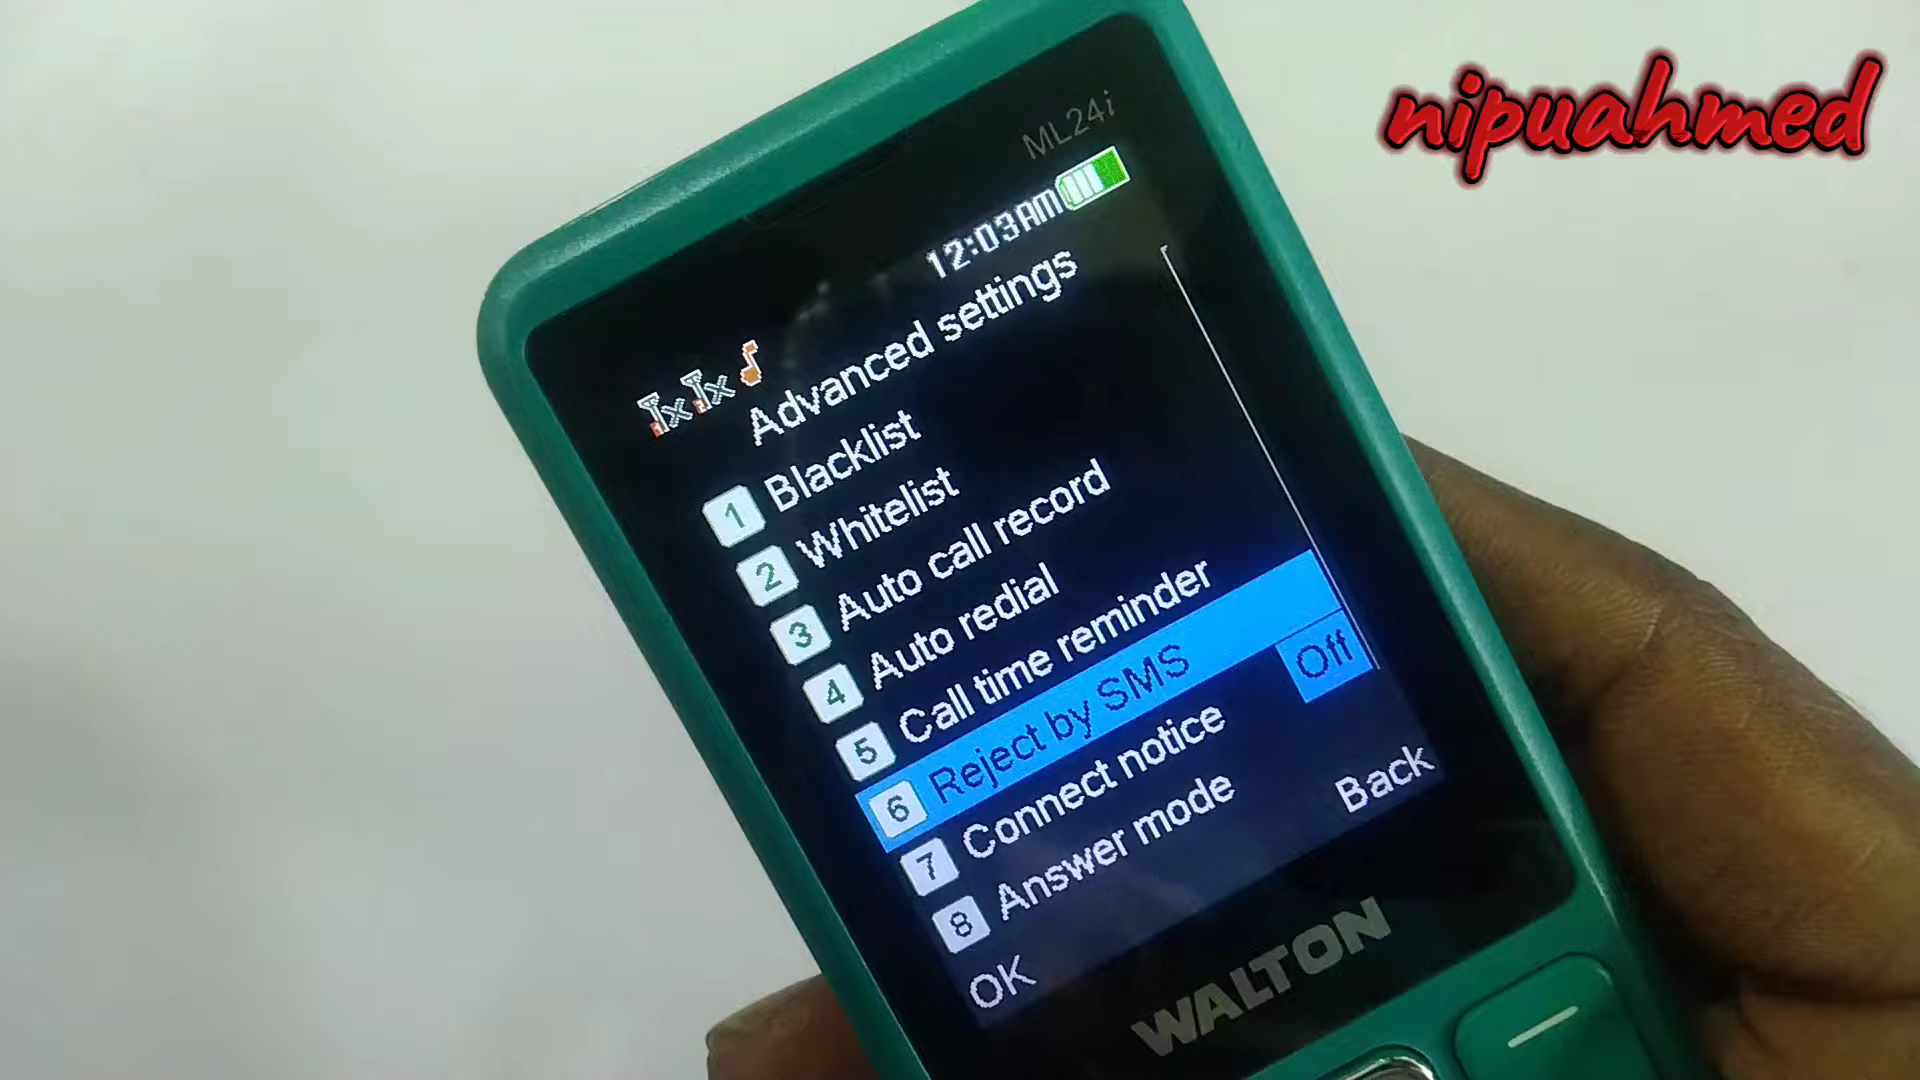 nipuahmed
ML24i
12:03AM
Advanced settings
1 Blacklist
2 Whitelist
3 Auto call record
4 Auto redial
5 Call time reminder
6 Reject by SMS Off
7 Connect notice
8 Answer mode
OK Back
WALTON